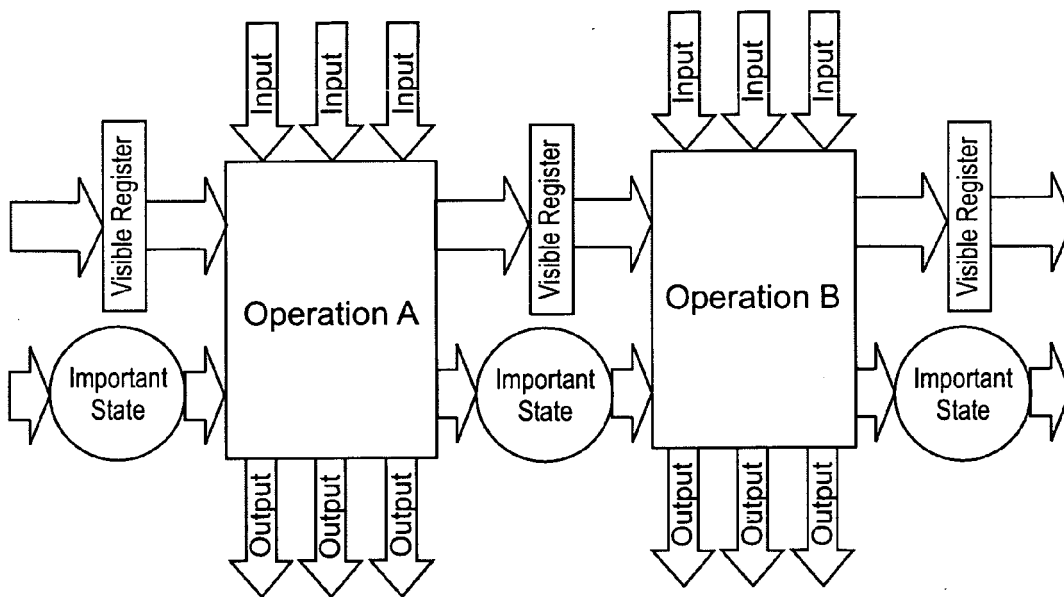 Input
Input
Input
Input
Input
Input
Visible Register
Operation A
Visible Register
Operation B
Visible Register
Important
State
Important
State
Important
State
Output
Output
Output
Output
Output
Output